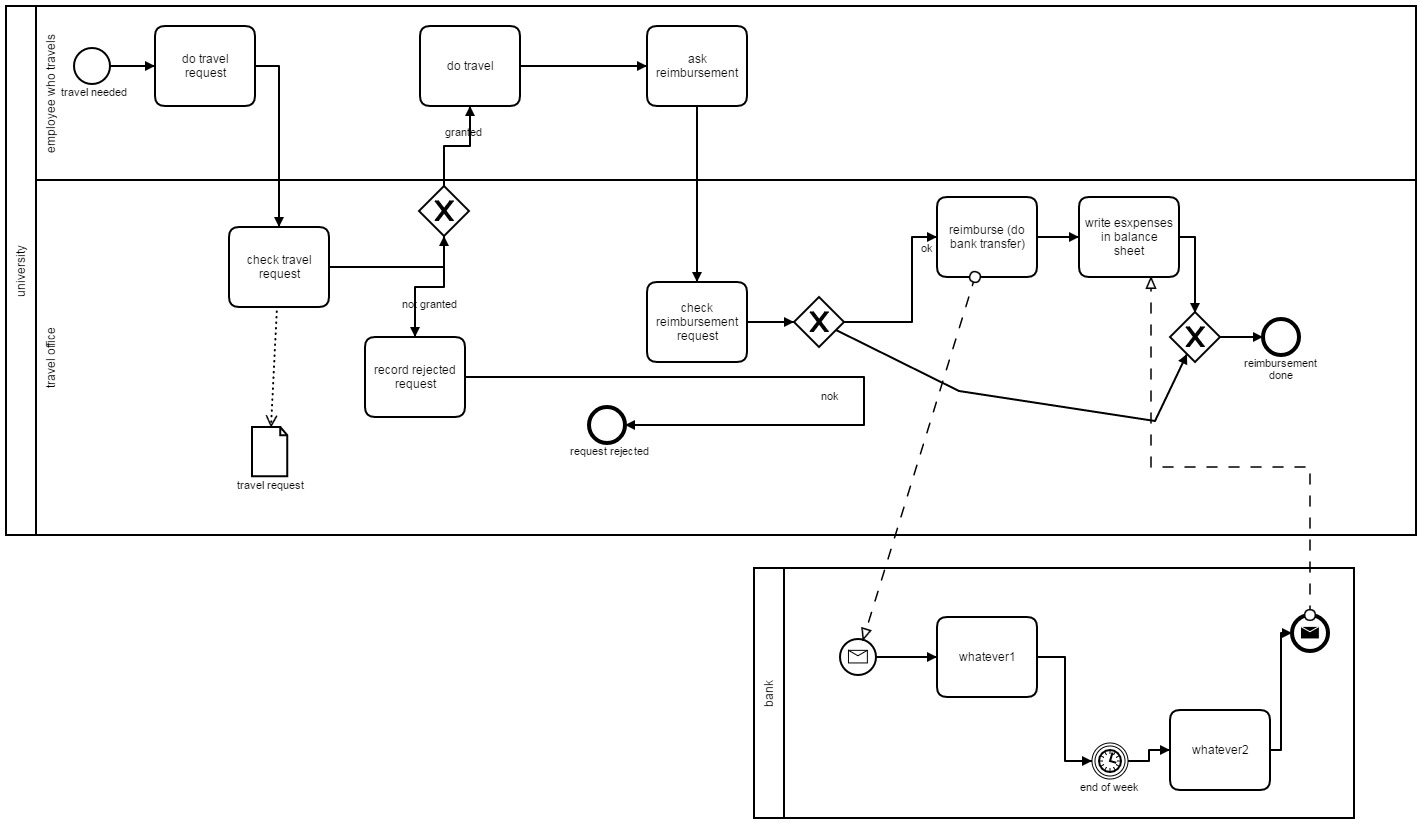 university
employee who travels
travel needed
do travel
request
do travel
ask
reimbursement
granted
travel office
check travel
request
X
not granted
record rejected
request
travel request
request rejected
check
reimbursement
request
X
ok
nok
reimburse (do
bank transfer)
write esxpenses
in balance
sheet
X
reimbursement
done
bank
whatever1
end of week
whatever2